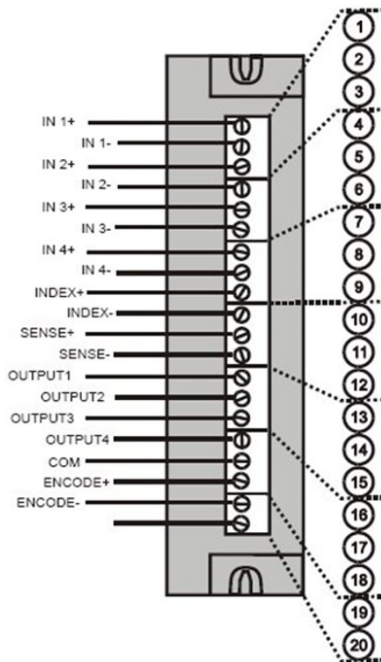 IN 1+
IN 1-
IN 2+
IN 2-
IN 3+
IN 3-
IN 4+
IN 4-
INDEX+
INDEX-
SENSE+
SENSE-
OUTPUT1
OUTPUT2
OUTPUT3
OUTPUT4
COM
ENCODE+
ENCODE-
1
2
3
4
5
6
7
8
9
10
11
12
13
14
15
16
17
18
19
20